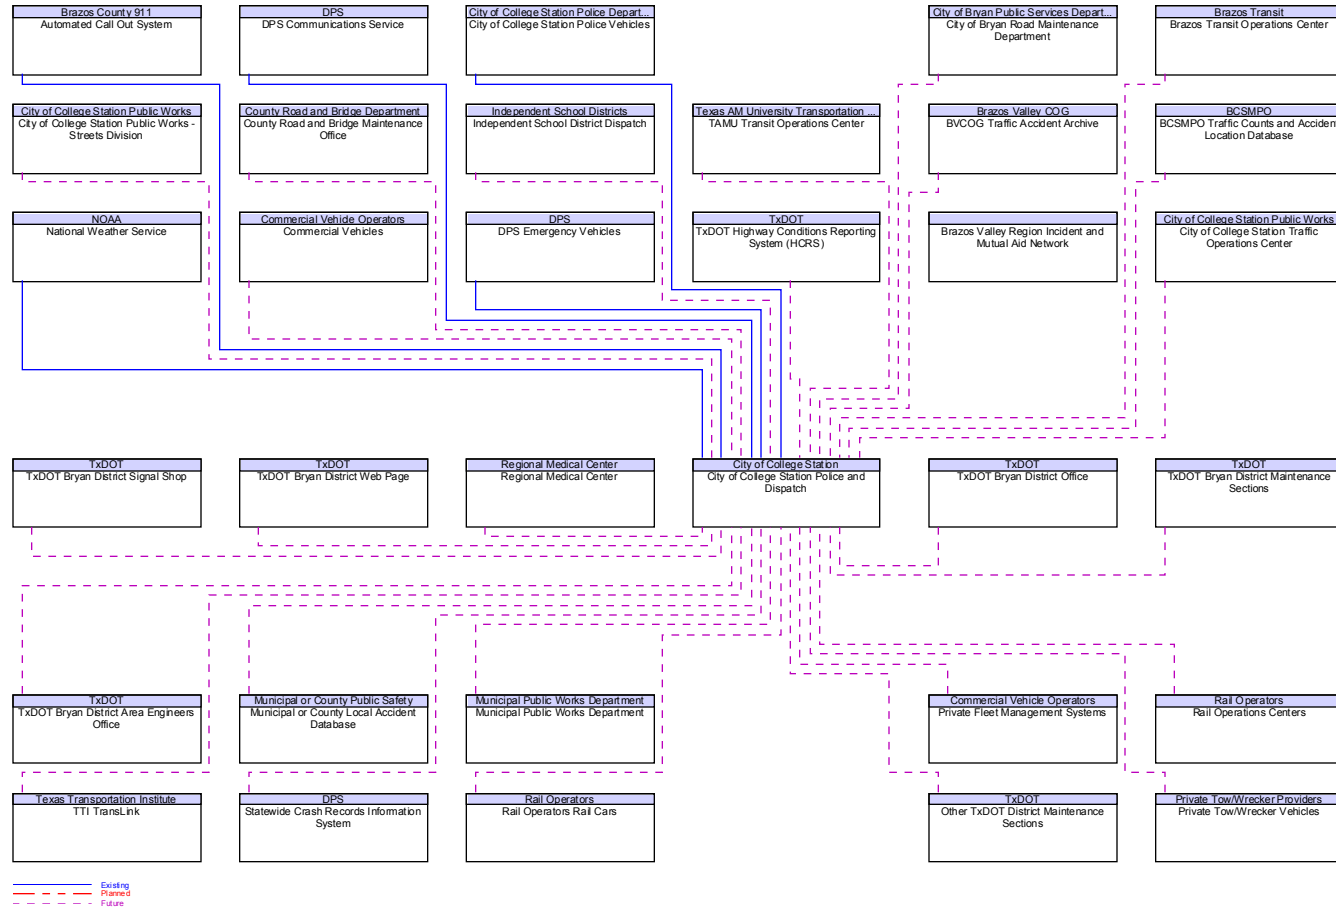 Brazos County 911
Automated Call Out System
DPS
DPS Communications Service
City of College Station Police Depart...
City of College Station Police Vehicles
City of Bryan Public Services Depart...
City of Bryan Road Maintenance
Department
Brazos Transit
Brazos Transit Operations Center
City of College Station Public Works
City of College Station Public Works -
Streets Division
County Road and Bridge Department
County Road and Bridge Maintenance
Office
Independent School Districts
Independent School District Dispatch
Texas AM University Transportation ...
TAMU Transit Operations Center
Brazos Valley COG
BVCOG Traffic Accident Archive
BCSMPO
BCSMPO Traffic Counts and Accident
Location Database
NOAA
National Weather Service
Commercial Vehicle Operators
Commercial Vehicles
DPS
DPS Emergency Vehicles
TxDOT
TxDOT Highway Conditions Reporting
System (HCRS)
Brazos Valley Region Incident and
Mutual Aid Network
City of College Station Public Works
City of College Station Traffic
Operations Center
TxDOT
TxDOT Bryan District Signal Shop
TxDOT
TxDOT Bryan District Web Page
Regional Medical Center
Regional Medical Center
City of College Station
City of College Station Police and
Dispatch
TxDOT
TxDOT Bryan District Office
TxDOT
TxDOT Bryan District Maintenance
Sections
TxDOT
TxDOT Bryan District Area Engineers
Office
Municipal or County Public Safety
Municipal or County Local Accident
Database
Municipal Public Works Department
Municipal Public Works Department
Commercial Vehicle Operators
Private Fleet Management Systems
Rail Operators
Rail Operations Centers
Texas Transportation Institute
TTI TransLink
DPS
Statewide Crash Records Information
System
Rail Operators
Rail Operators Rail Cars
TxDOT
Other TxDOT District Maintenance
Sections
Private Tow/Wrecker Providers
Private Tow/Wrecker Vehicles
Existing
Planned
Future